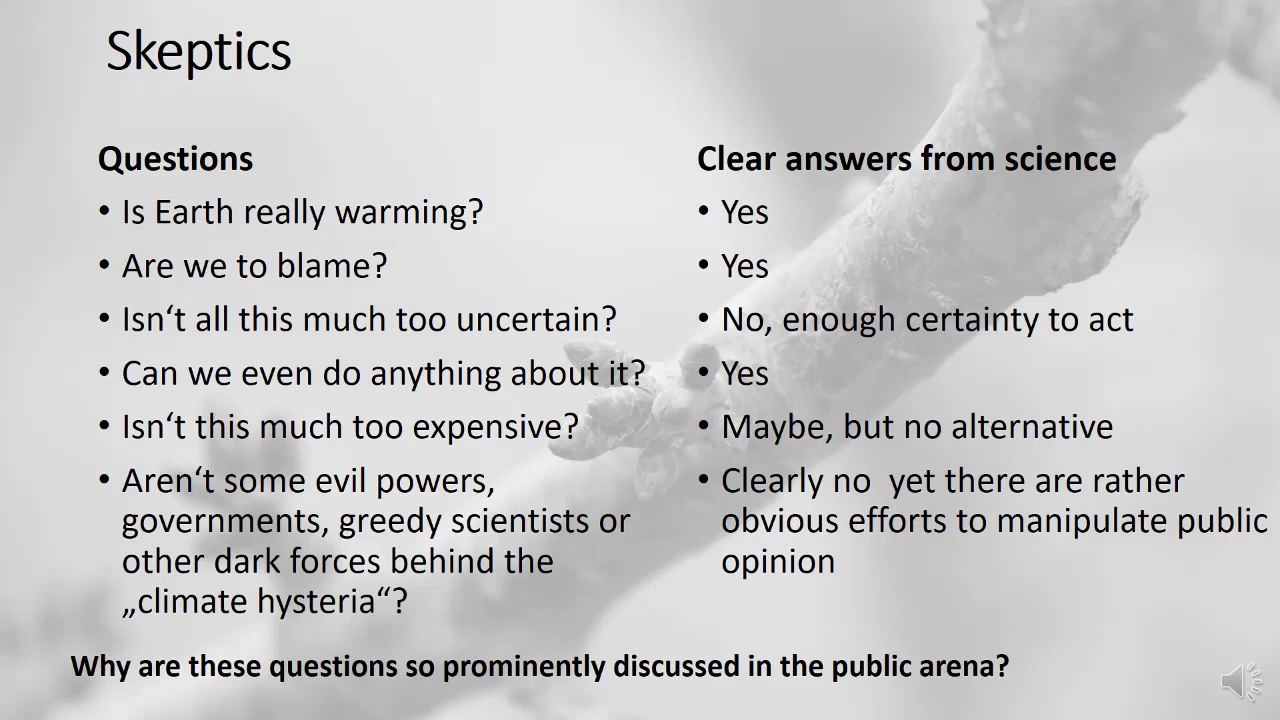 Skeptics
Questions
• Is Earth really warming?
• Are we to blame?
• Isn‘t all this much too uncertain?
• Can we even do anything about it?
• Isn‘t this much too expensive?
• Aren‘t some evil powers,
governments, greedy scientists or
other dark forces behind the
„climate hysteria“?
Clear answers from science
• Yes
• Yes
• No, enough certainty to act
• Yes
• Maybe, but no alternative
• Clearly no  yet there are rather
obvious efforts to manipulate public
opinion
Why are these questions so prominently discussed in the public arena?